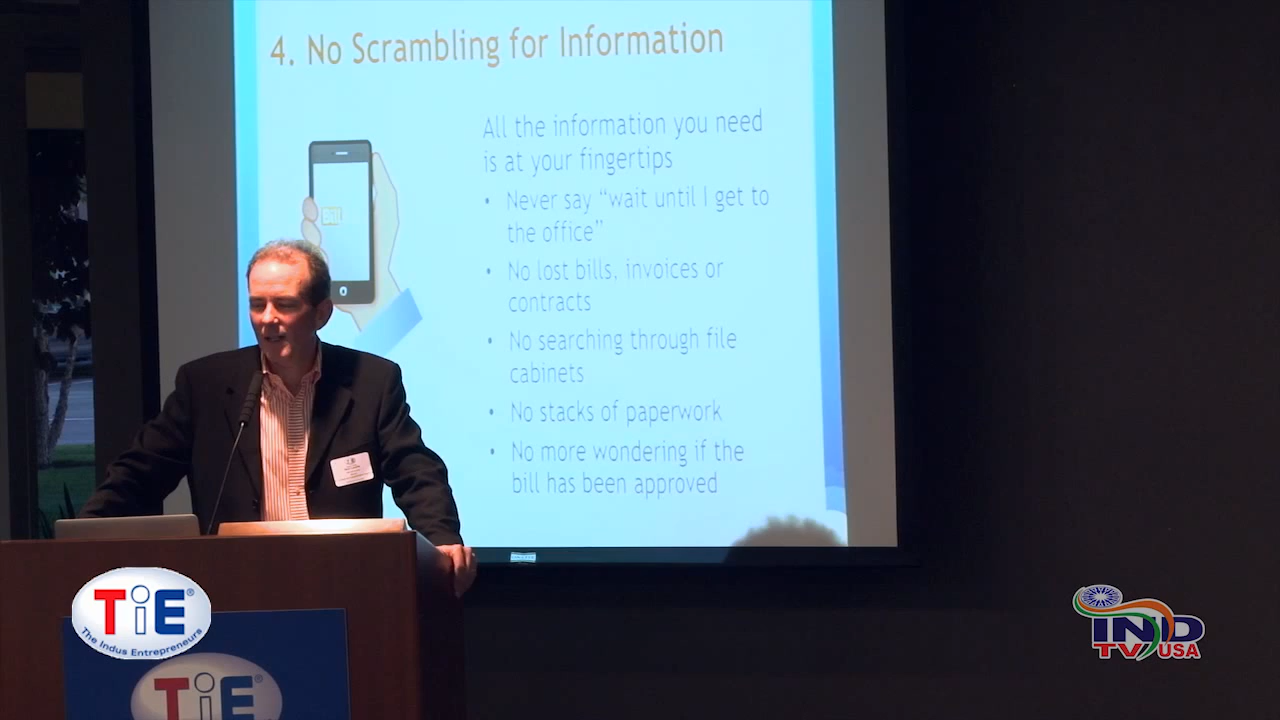 4. No Scrambling for Information
All the information you need
is at your fingertips
• Never say “wait until I get to
the office”
• No lost bills, invoices or
contracts
• No searching through file
cabinets
• No stacks of paperwork
• No more wondering if the
bill has been approved
TiE®
The Indus Entrepreneurs
TiE®
IND
TV USA